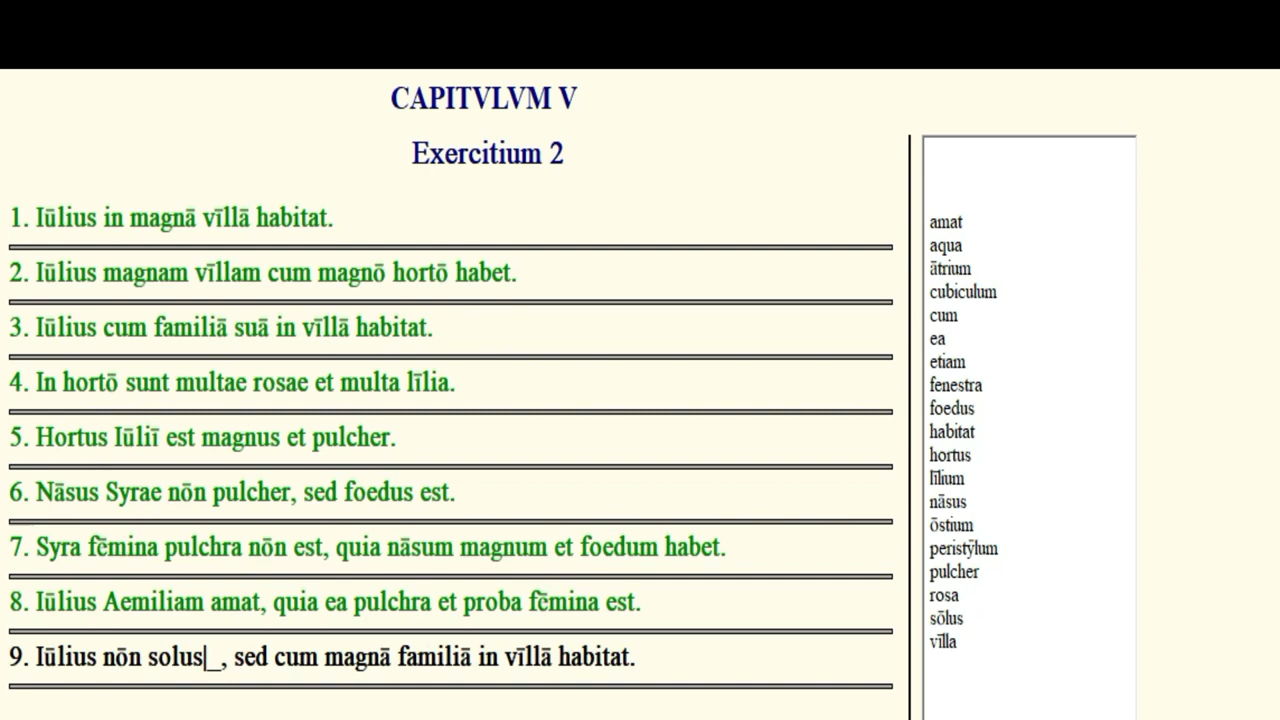 CAPITVLVM V
Exercitium 2
1. Iūlius in magnā vīllā habitat.
2. Iūlius magnam vīllam cum magnō hortō habet.
3. Iūlius cum familiā suā in vīllā habitat.
4. In hortō sunt multae rosae et multa līlia.
5. Hortus Iūliī est magnus et pulcher.
6. Nāsus Syrae nōn pulcher, sed foedus est.
7. Syra fēmina pulchra nōn est, quia nāsum magnum et foedum habet.
8. Iūlius Aemiliam amat, quia ea pulchra et proba fēmina est.
9. Iūlius nōn solus|_, sed cum magnā familiā in vīllā habitat.
amat
aqua
ātrium
cubiculum
cum
ea
etiam
fenestra
foedus
habitat
hortus
līlium
nāsus
ōstium
peristȳlum
pulcher
rosa
sōlus
vīlla